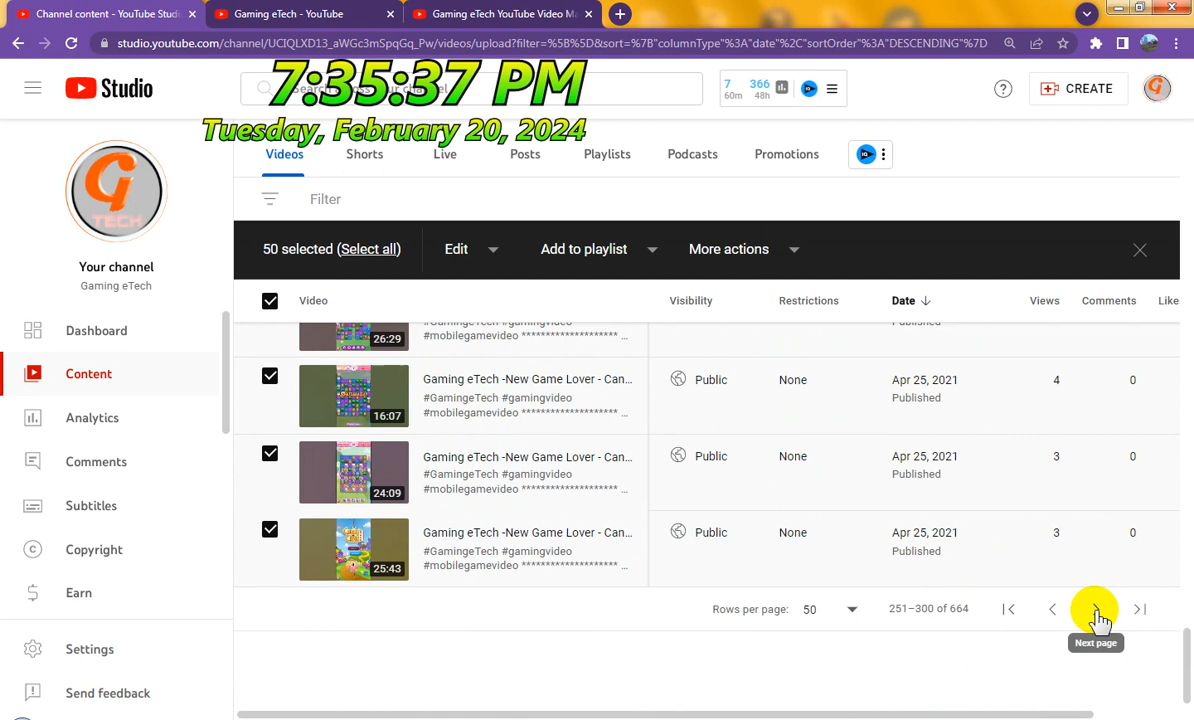 Channel content - YouTube Studi
Gaming eTech - YouTube
Gaming eTech YouTube Video Ma
studio.youtube.com/channel/UCIQLXD13_aWGc3mSpqGq_Pw/videos/upload?filter=%5B%5D&sort=%7B"columnType"%3A"date"%2C"sortOrder"%3A"DESCENDING"%7D
Studio
7:35:37 PM
Tuesday, February 20, 2024
7
60m
366
48h
CREATE
G
TECH
Your channel
Gaming eTech
Dashboard
Content
Analytics
Comments
Subtitles
Copyright
Earn
Settings
Send feedback
Videos Shorts Live Posts Playlists Podcasts Promotions
Filter
50 selected (Select all) Edit Add to playlist More actions
Video Visibility Restrictions Date Views Comments Like
26:29
#mobilegamevideo ******************** ...
Published
16:07
Gaming eTech -New Game Lover - Can...
#GamingeTech #gamingvideo
#mobilegamevideo ******************** ...
Public None Apr 25, 2021 4 0
Published
24:09
Gaming eTech -New Game Lover - Can...
#GamingeTech #gamingvideo
#mobilegamevideo ******************** ...
Public None Apr 25, 2021 3 0
Published
25:43
Gaming eTech -New Game Lover - Can...
#GamingeTech #gamingvideo
#mobilegamevideo ******************** ...
Public None Apr 25, 2021 3 0
Published
Rows per page: 50 251–300 of 664
Next page